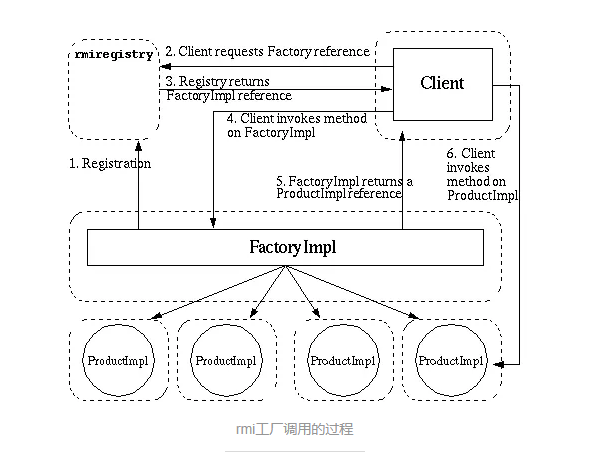 rmiregistry
2. Client requests Factory reference
3. Registry returns
FactoryImpl reference
Client
4. Client invokes method
on FactoryImpl
1. Registration
5. FactoryImpl returns a
ProductImpl reference
6. Client
invokes
method on
ProductImpl
FactoryImpl
ProductImpl
ProductImpl
ProductImpl
ProductImpl
rmi工厂调用的过程